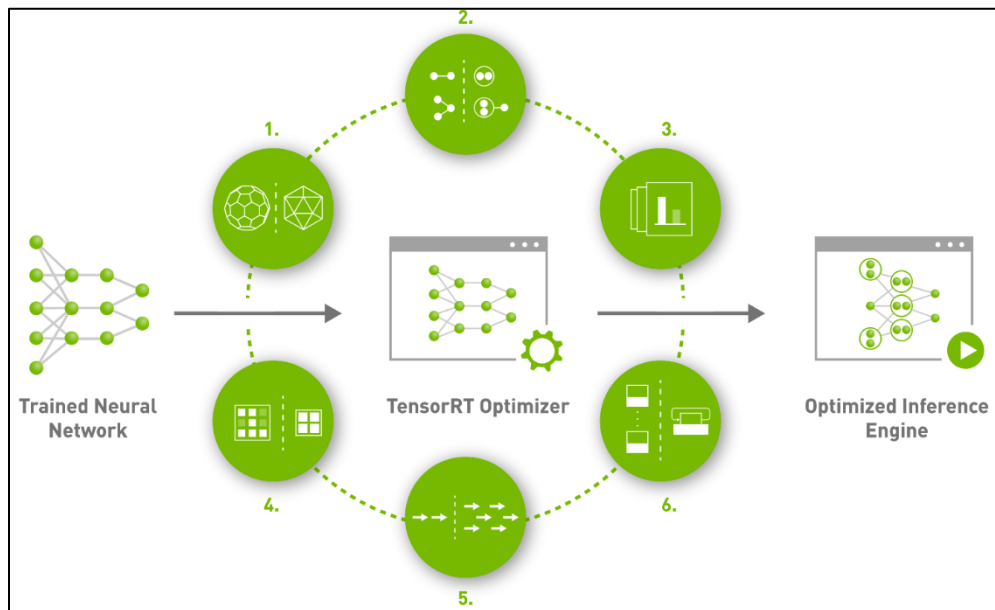 2.
1.
3.
Trained Neural
Network
TensorRT Optimizer
Optimized Inference
Engine
4.
6.
5.